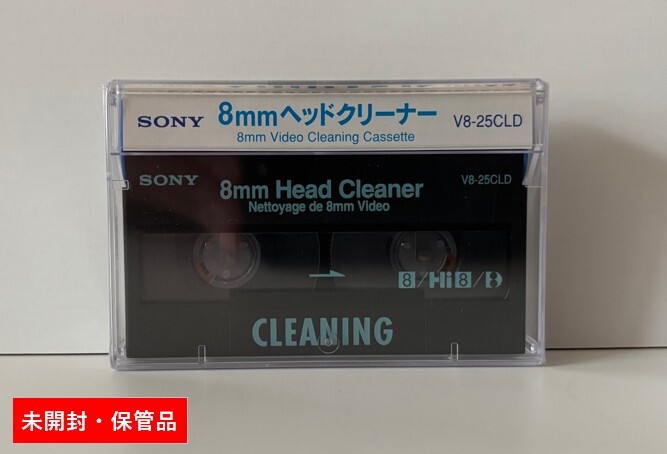 SONY 8mmヘッドクリーナー V8-25CLD
8mm Video Cleaning Cassette
SONY 8mm Head Cleaner V8-25CLD
Nettoyage de 8mm Video
8/Hi8/D
CLEANING
未開封・保管品